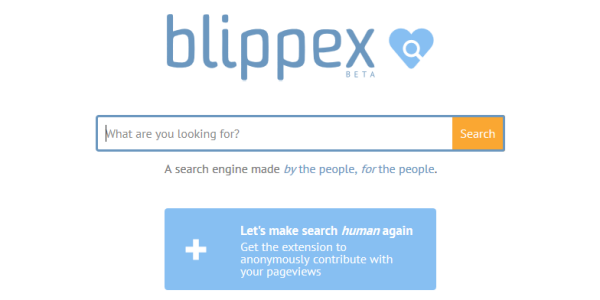 blippex
BETA
What are you looking for?
Search
A search engine made by the people, for the people.
Let's make search human again
Get the extension to
anonymously contribute with
your pageviews